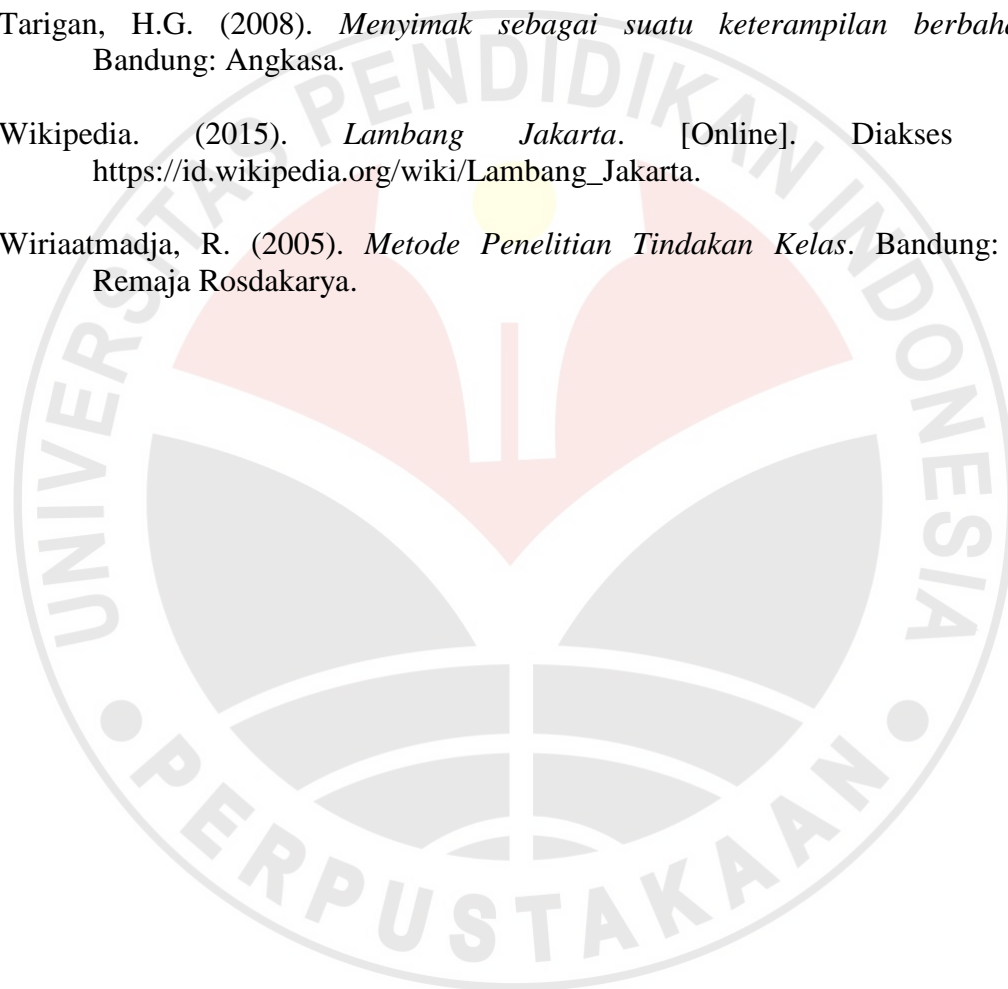 Tarigan, H.G. (2008). Menyimak sebagai suatu keterampilan
Bandung: Angkasa.
Wikipedia. (2015). Lambang Jakarta. [Online]. Diakses
https://id.wikipedia.org/wiki/Lambang_Jakarta.
Wiriaatmadja, R. (2005). Metode Penelitian Tindakan Kelas. Bandung:
Remaja Rosdakarya.
UNIVERSITAS PENDIDIKAN INDONESIA
PERPUSTAKAAN